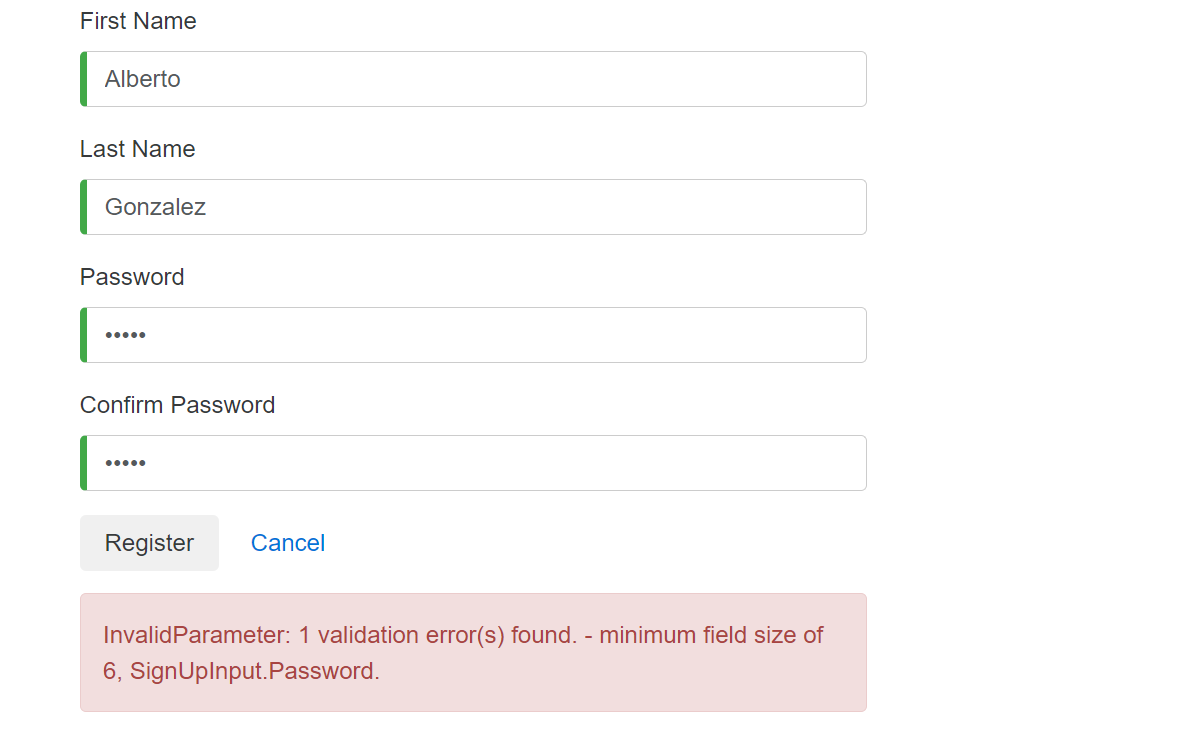 First Name
Alberto
Last Name
Gonzalez
Password
•••••
Confirm Password
•••••
Register Cancel
InvalidParameter: 1 validation error(s) found. - minimum field size of
6, SignUpInput.Password.